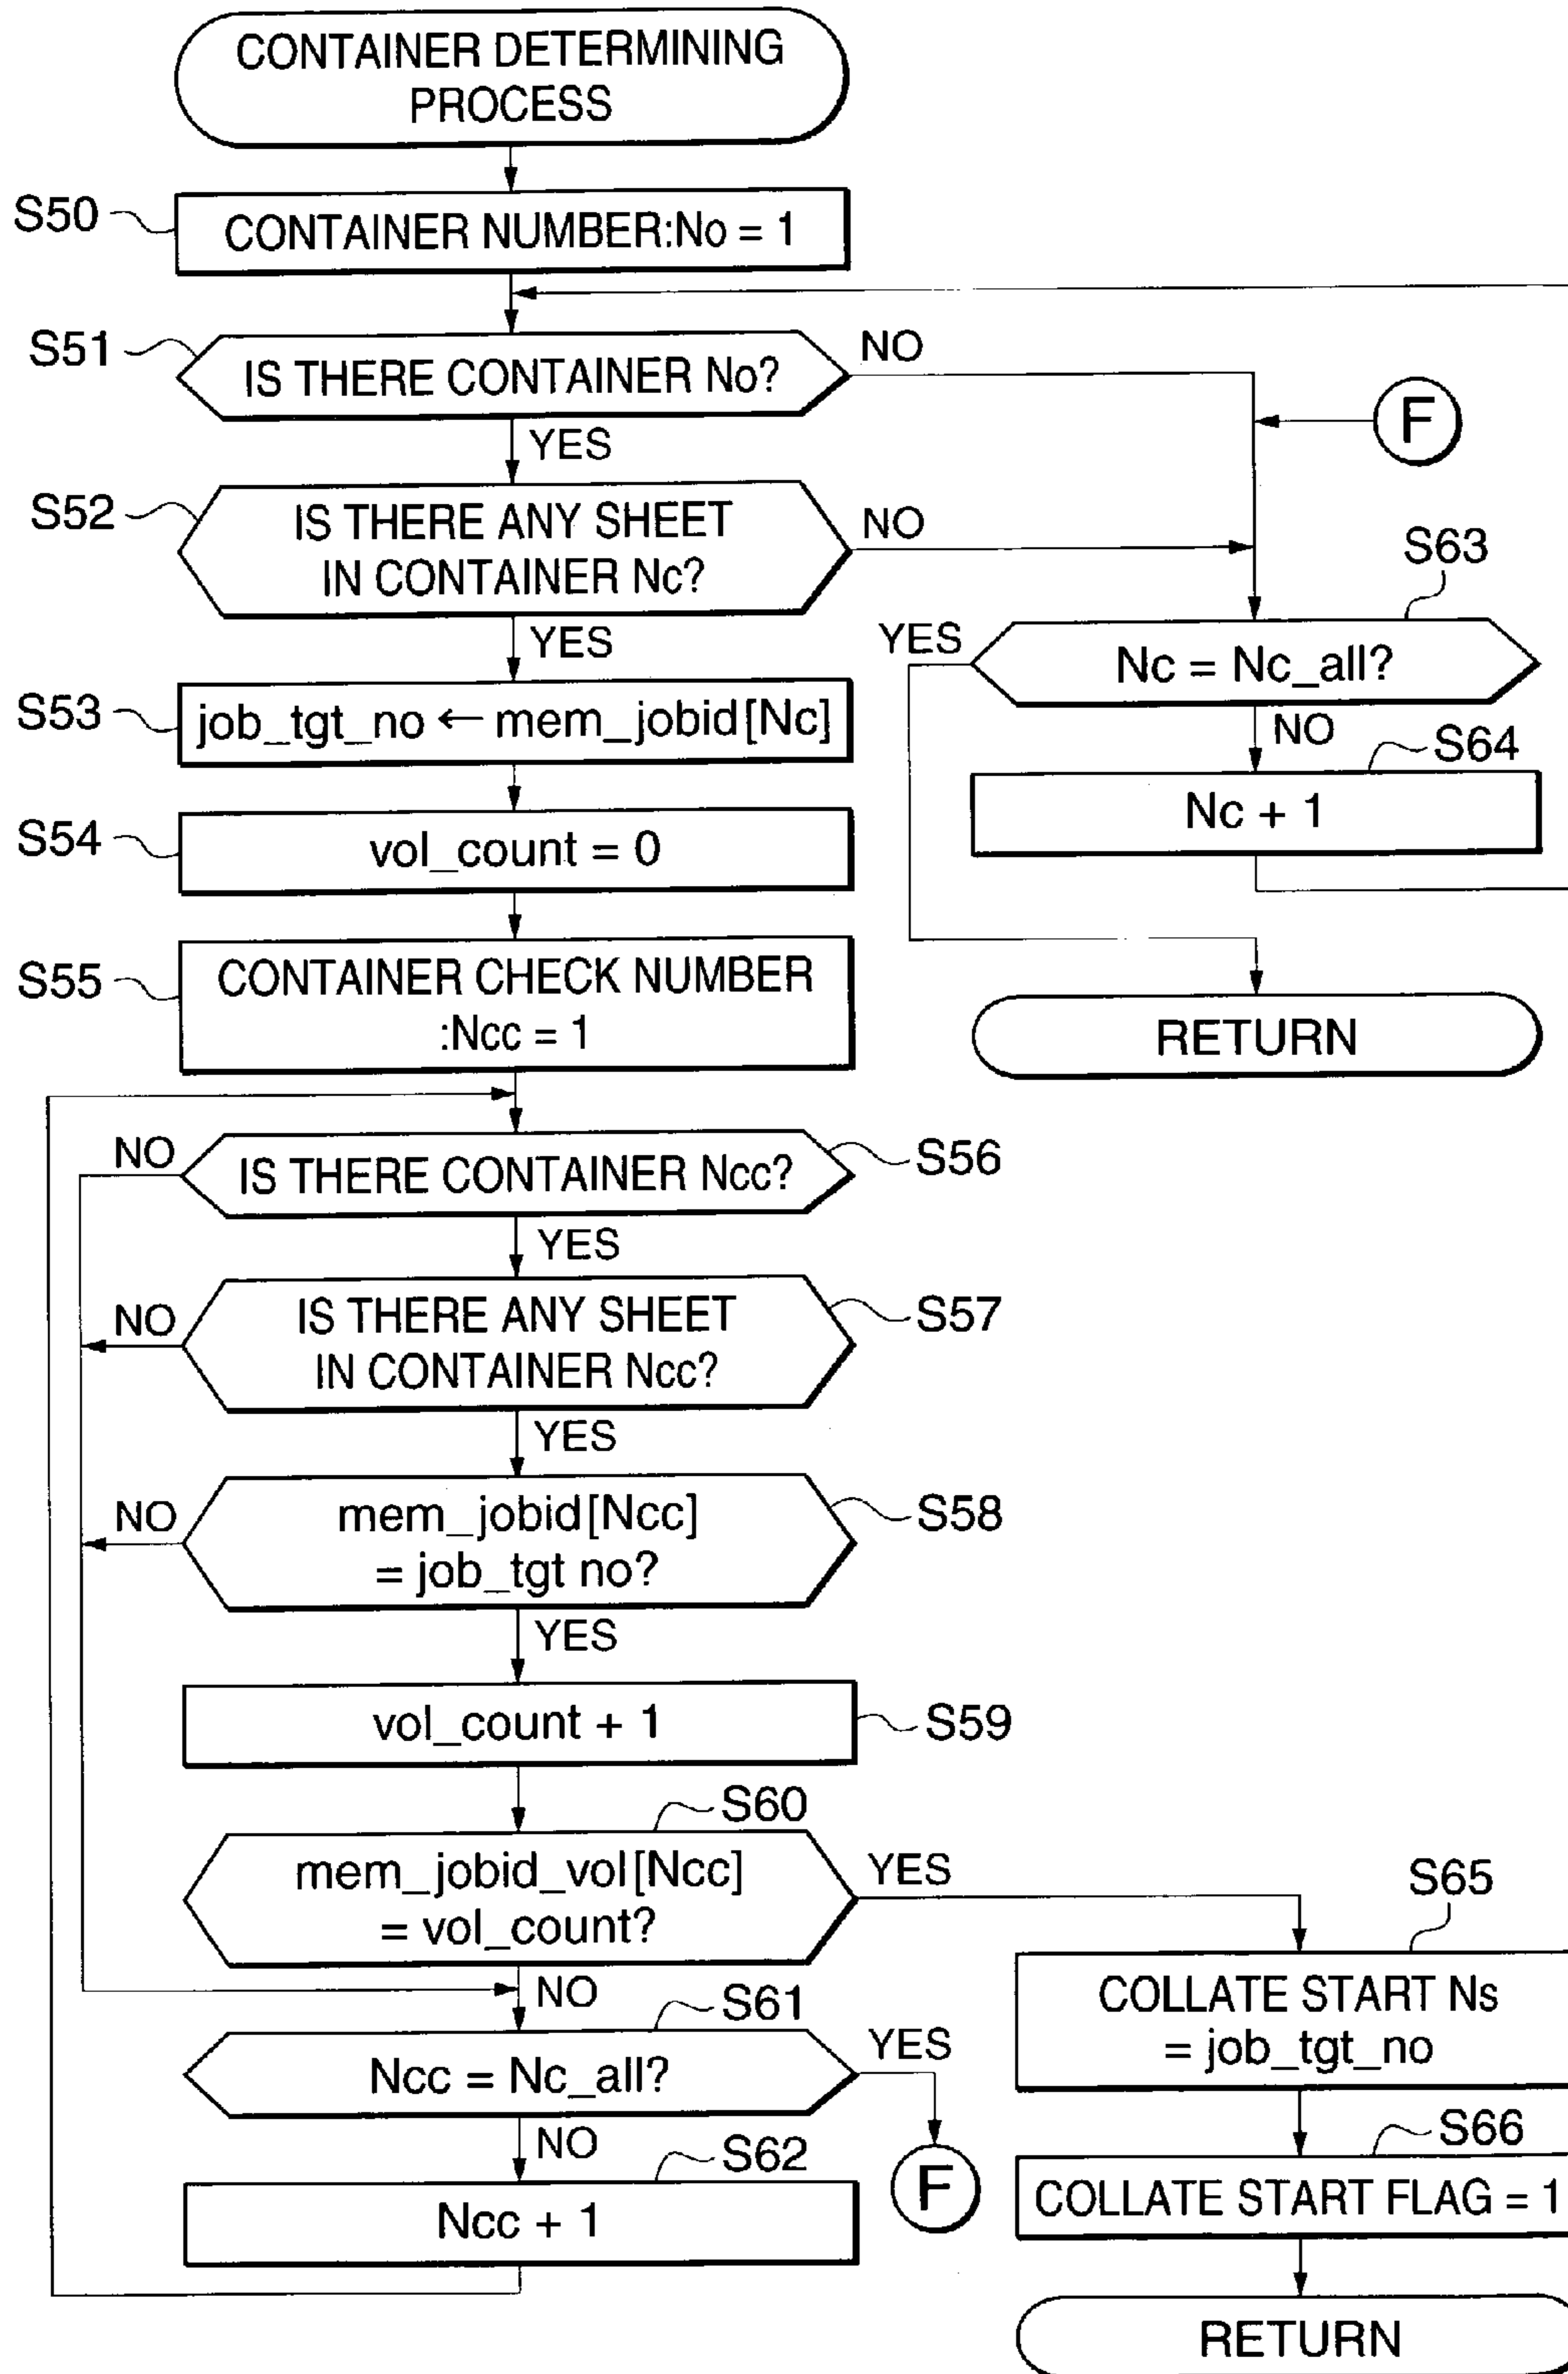 CONTAINER DETERMINING
PROCESS
S50
CONTAINER NUMBER:No = 1
S51
IS THERE CONTAINER No?
NO
YES
F
S52
IS THERE ANY SHEET
IN CONTAINER Nc?
NO
YES
S63
Nc = Nc_all?
YES
NO
S53
job_tgt_no ← mem_jobid[Nc]
S64
Nc + 1
S54
vol_count = 0
S55
CONTAINER CHECK NUMBER
:Ncc = 1
RETURN
S56
IS THERE CONTAINER Ncc?
NO
YES
S57
IS THERE ANY SHEET
IN CONTAINER Ncc?
NO
YES
S58
mem_jobid[Ncc]
= job_tgt no?
NO
YES
vol_count + 1
S59
S60
mem_jobid_vol[Ncc]
= vol_count?
YES
NO
S65
COLLATE START Ns
= job_tgt_no
S61
Ncc = Nc_all?
YES
NO
F
S62
Ncc + 1
S66
COLLATE START FLAG = 1
RETURN